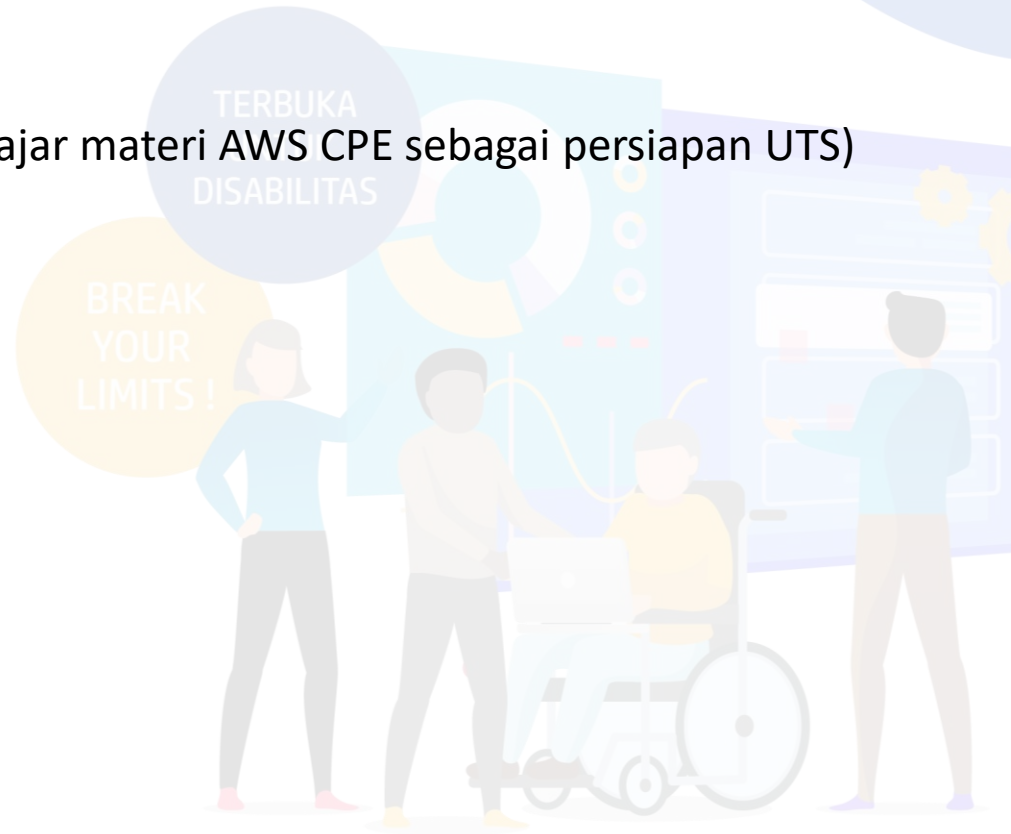 TERBUKA
ajar materi AWS CPE sebagai persiapan UTS)
DISABILITAS
BREAK
YOUR
LIMITS !